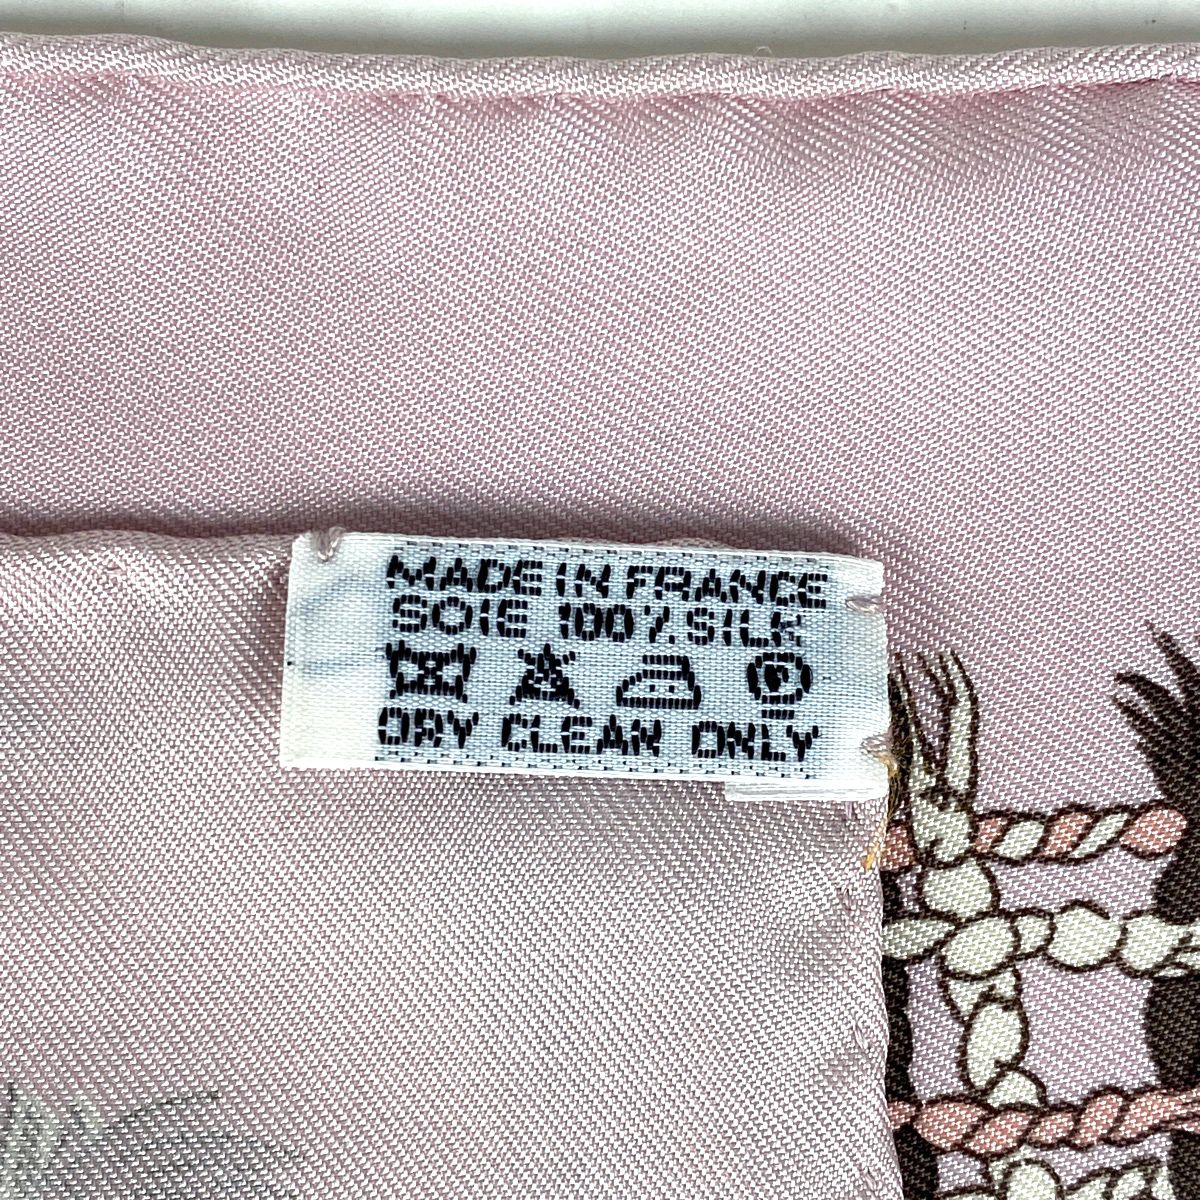 MADE IN FRANCE
SOIE 100% SILK
P
DRY CLEAN ONLY